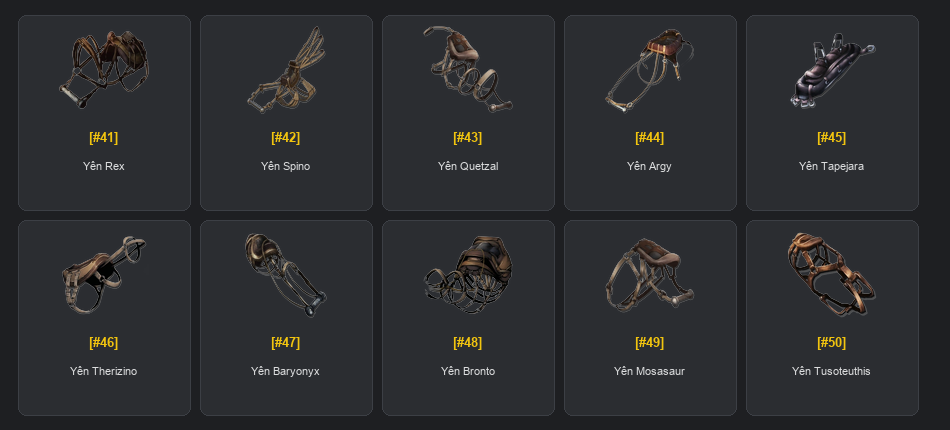 [#41]
Yên Rex
[#42]
Yên Spino
[#43]
Yên Quetzal
[#44]
Yên Argy
[#45]
Yên Tapejara
[#46]
Yên Therizino
[#47]
Yên Baryonyx
[#48]
Yên Bronto
[#49]
Yên Mosasaur
[#50]
Yên Tusoteuthis